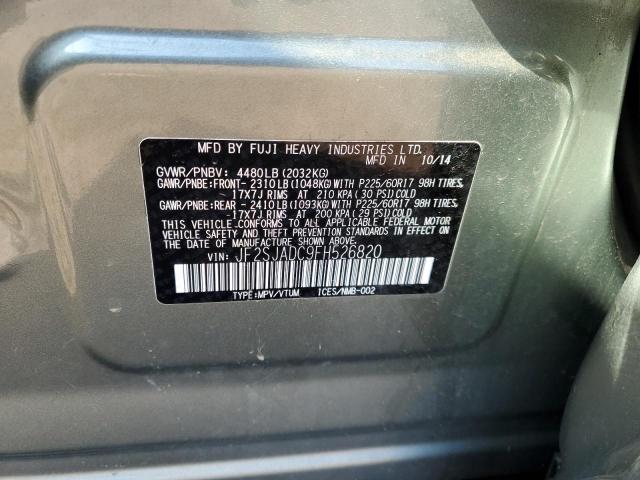 MFD BY FUJI HEAVY INDUSTRIES LTD.
MFD IN 10/14
GVWR/PNBV: 4480LB(2032KG)
GAWR/PNBE:FRONT- 2310LB(1048KG)WITH P225/60R17 98H TIRES,
-17X7J RIMS AT 210 KPA(30 PSI)COLD
GAWR/PNBE:REAR - 2410LB(1093KG)WITH P225/60R17 98H TIRES,
-17X7J RIMS AT 200 KPA(29 PSI)COLD
THIS VEHICLE CONFORMS TO ALL APPLICABLE FEDERAL MOTOR
VEHICLE SAFETY AND THEFT PREVENTION STANDARDS IN EFFECT ON
THE DATE OF MANUFACTURE SHOWN ABOVE.
VIN: JF2SJADC9FH526820
TYPE:MPV/VTUM 1CES/NMB-002